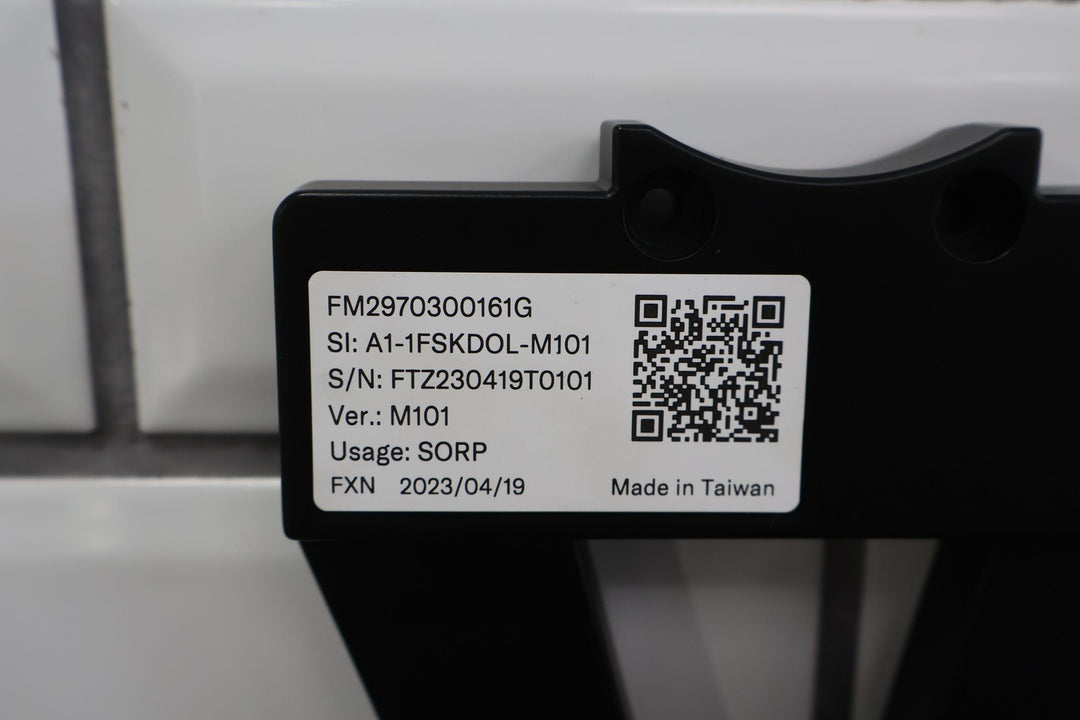 FM2970300161G
SI: A1-1FSKDOL-M101
S/N: FTZ230419T0101
Ver.: M101
Usage: SORP
FXN 2023/04/19
Made in Taiwan